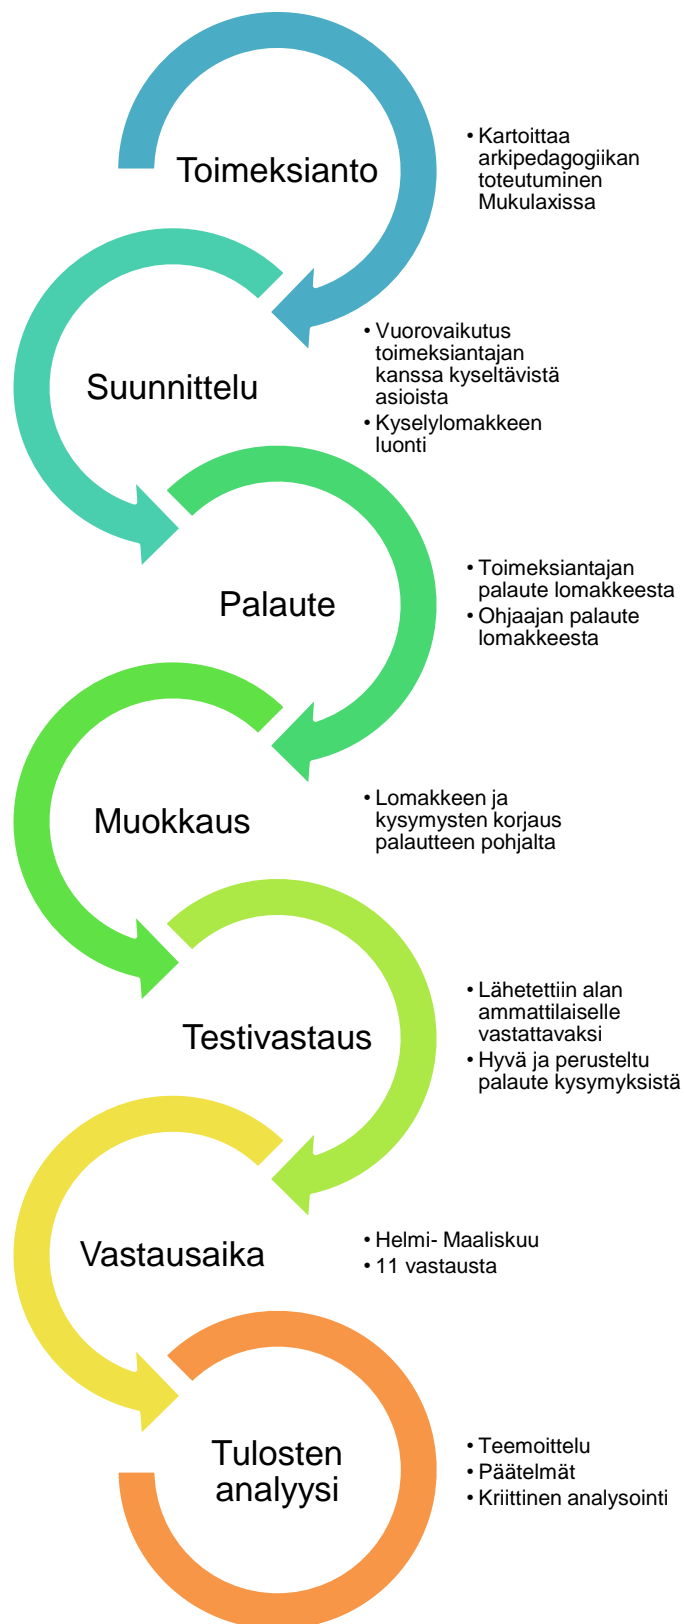 Toimeksianto
• Kartoittaa
arkipedagogiikan
toteutuminen
Mukulaxissa
Suunnittelu
• Vuorovaikutus
toimeksiantajan
kanssa kyseltävistä
asioista
• Kyselylomakkeen
luonti
Palaute
• Toimeksiantajan
palaute lomakkeesta
• Ohjaajan palaute
lomakkeesta
Muokkaus
• Lomakkeen ja
kysymysten korjaus
palautteen pohjalta
Testivastaus
• Lähetettiin alan
ammattilaiselle
vastattavaksi
• Hyvä ja perusteltu
palaute kysymyksistä
Vastausaika
• Helmi- Maaliskuu
• 11 vastausta
Tulosten
analyysi
• Teemoittelu
• Päätelmät
• Kriittinen analysointi